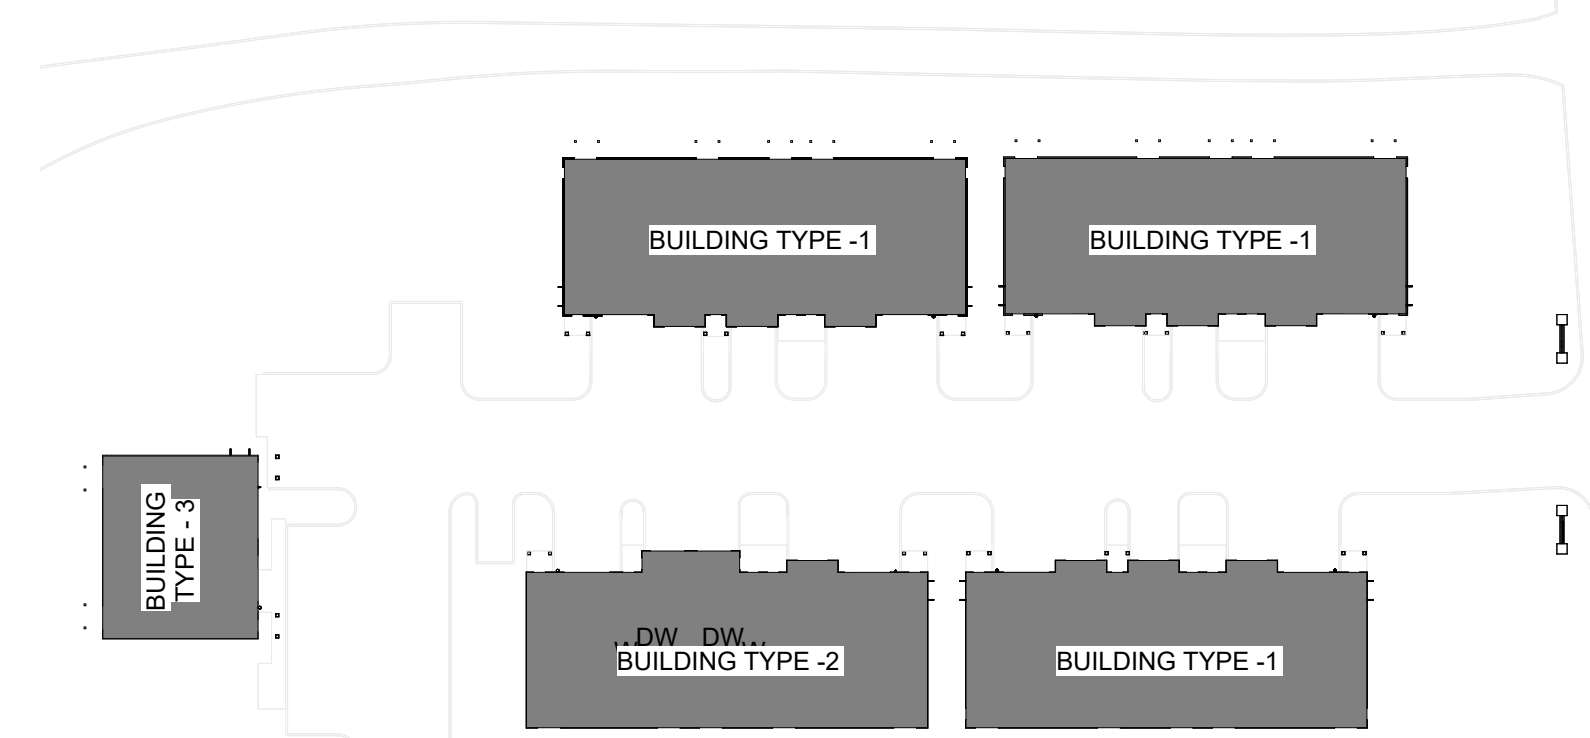 BUILDING TYPE -1
BUILDING TYPE -1
BUILDING
TYPE - 3
DW DW
BUILDING TYPE -2
BUILDING TYPE -1